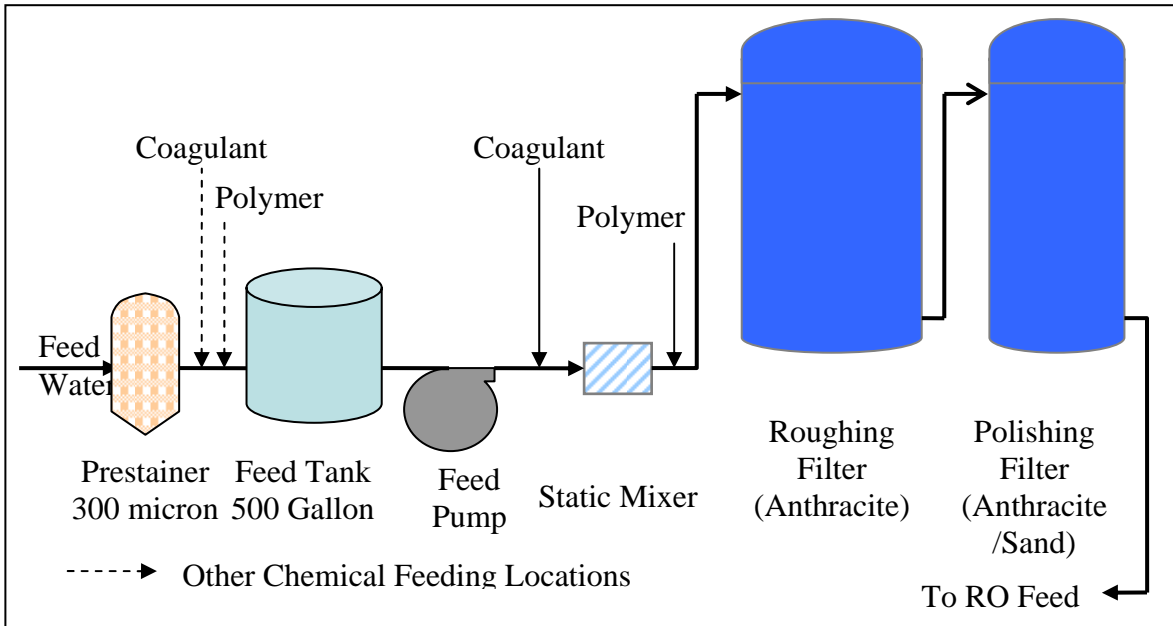 Coagulant
Polymer
Coagulant
Polymer
Feed
Water
Prestainer
300 micron
Feed Tank
500 Gallon
Feed
Pump
Static Mixer
Roughing
Filter
(Anthracite)
Polishing
Filter
(Anthracite
/Sand)
Other Chemical Feeding Locations
To RO Feed